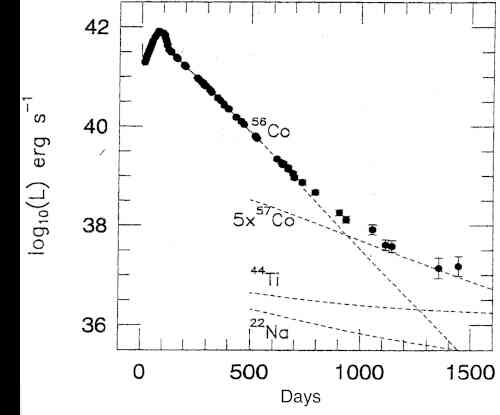 42
40
38
36
log₁₀(L) erg s⁻¹
⁵⁶Co
5x⁵⁷Co
⁴⁴Ti
²²Na
0 500 1000 1500
Days